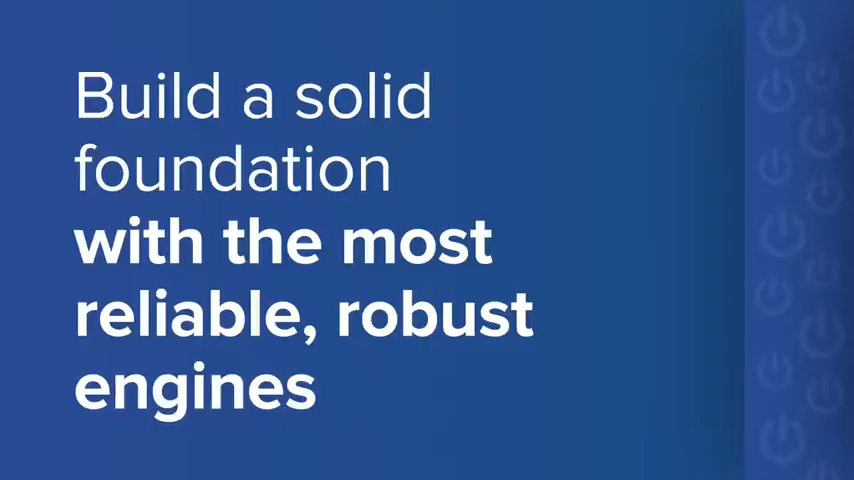 Build a solid
foundation
with the most
reliable, robust
engines